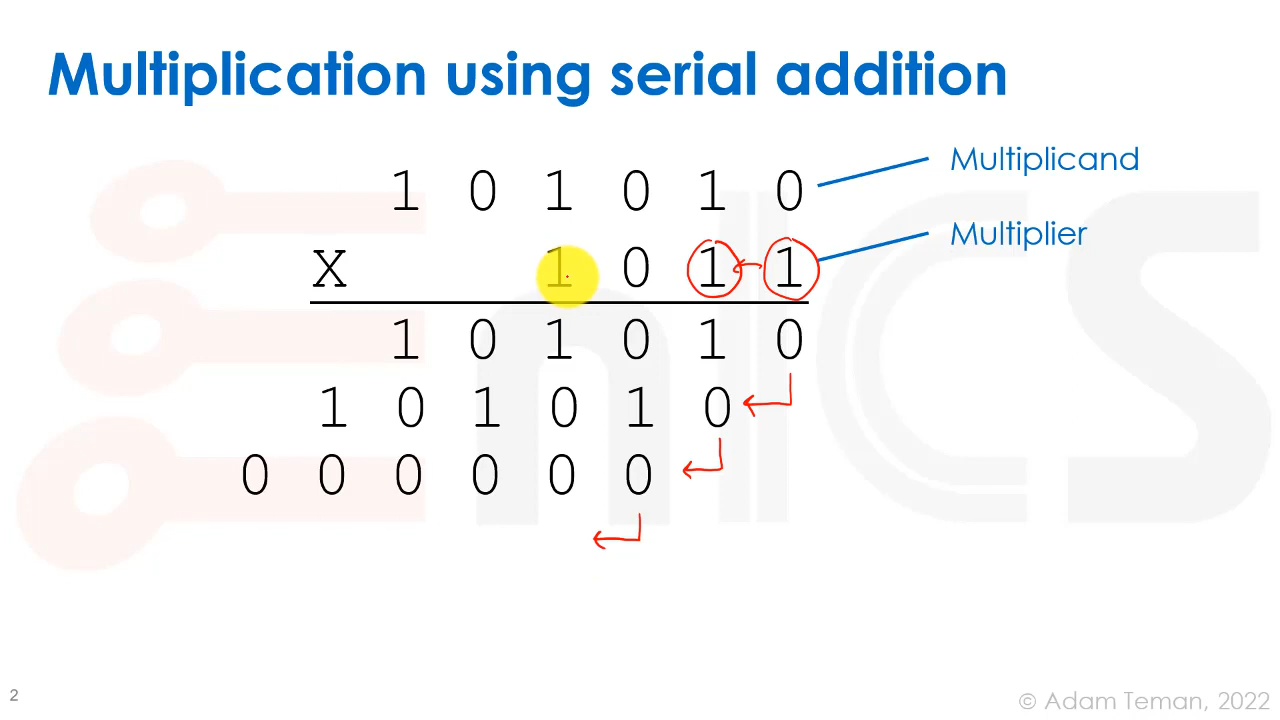 Multiplication using serial addition
1 0 1 0 1 0
Multiplicand
X 1 0 1 1
Multiplier
1 0 1 0 1 0
1 0 1 0 1 0
0 0 0 0 0 0
2
© Adam Teman, 2022
nICS